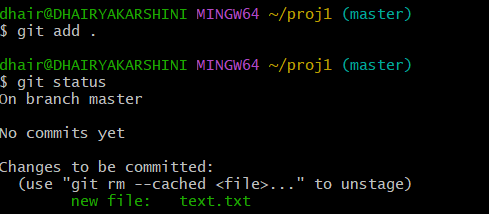 dhair@DHAIRYAKARSHINI MINGW64 ~/proj1 (master)
$ git add .
dhair@DHAIRYAKARSHINI MINGW64 ~/proj1 (master)
$ git status
On branch master
No commits yet
Changes to be committed:
  (use "git rm --cached <file>..." to unstage)
        new file:   text.txt